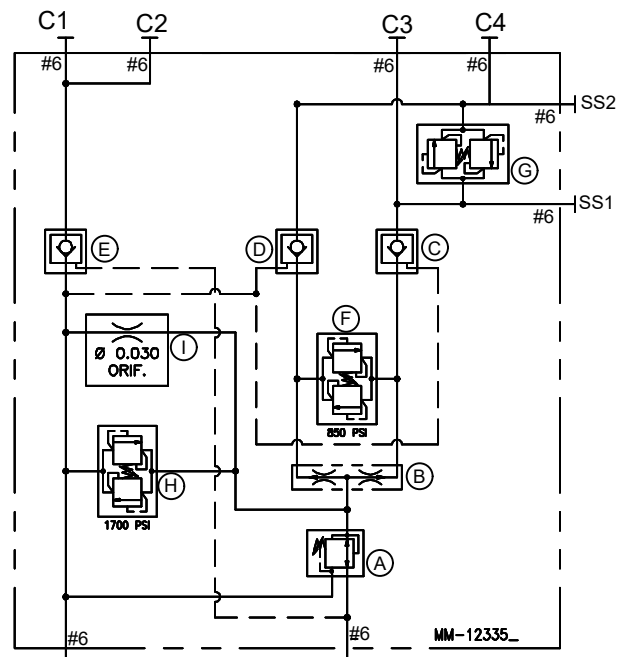 C1 C2 C3 C4
#6 #6 #6 #6
#6 SS2
G
#6 SS1
E D C
F
Ø 0.030
ORIF.
I
850 PSI
H B
1700 PSI
A
#6 #6 MM-12335_